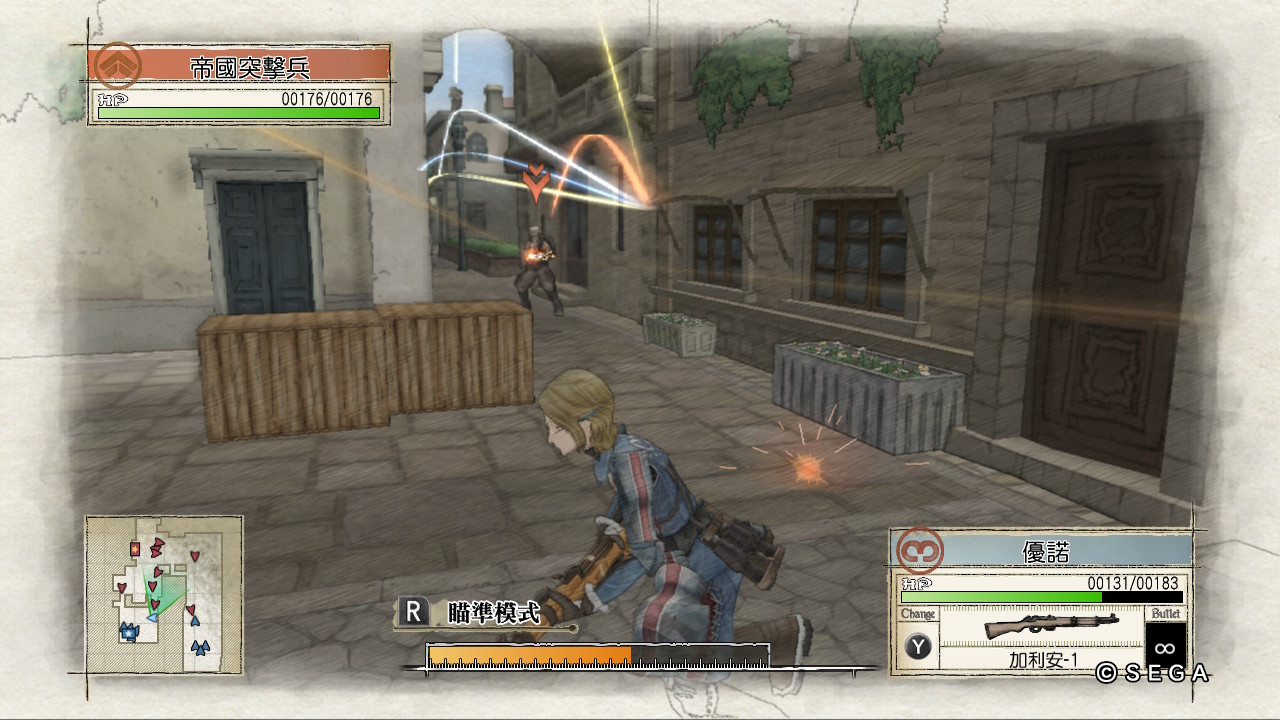 帝國突擊兵
HP 00176/00176
R 瞄準模式
優諾
HP 00131/00183
Change Bullet
Y ∞
加利安-1
© SEGA